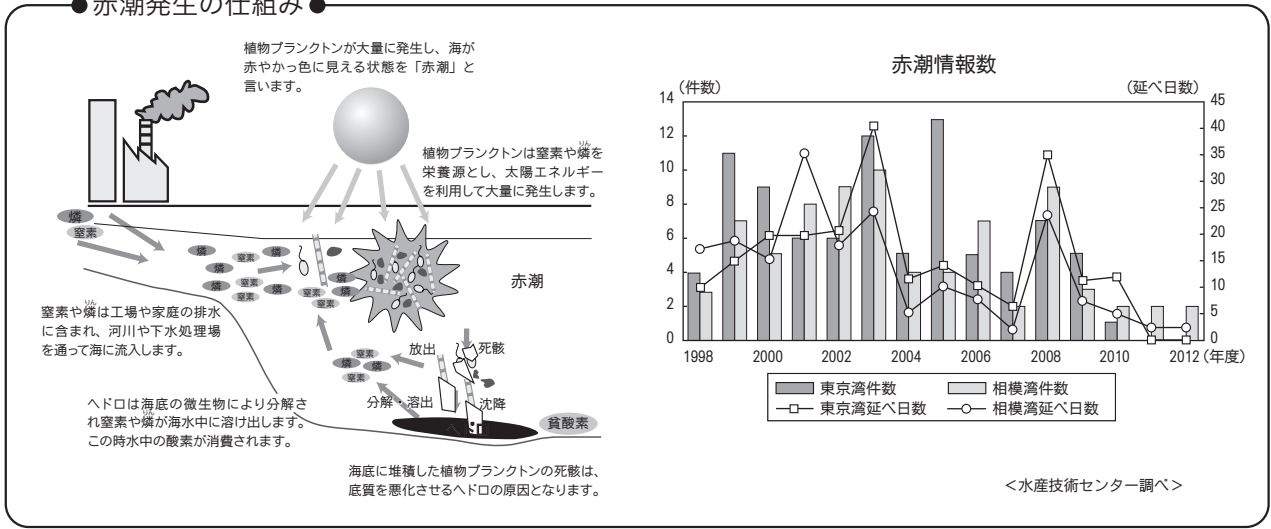 ●赤潮発生の仕組み●
植物プランクトンが大量に発生し、海が
赤やかっ色に見える状態を「赤潮」と
言います。
植物プランクトンは窒素や燐を
りん
栄養源とし、太陽エネルギー
を利用して大量に発生します。
燐
窒素
燐
燐
窒素
燐
窒素
燐
窒素
燐
窒素
窒素
燐
燐
赤潮
窒素や燐は工場や家庭の排水
りん
に含まれ、河川や下水処理場
を通って海に流入します。
放出
死骸
窒素
燐
燐
窒素
分解・溶出
沈降
ヘドロ
貧酸素
ヘドロは海底の微生物により分解さ
れ窒素や燐が海水中に溶け出します。
りん
この時水中の酸素が消費されます。
海底に堆積した植物プランクトンの死骸は、
底質を悪化させるヘドロの原因となります。
赤潮情報数
(件数)
(延べ日数)
14
12
10
8
6
4
2
0
45
40
35
30
25
20
15
10
5
0
1998 2000 2002 2004 2006 2008 2010 2012 (年度)
東京湾件数 相模湾件数
東京湾延べ日数 相模湾延べ日数
<水産技術センター調べ>